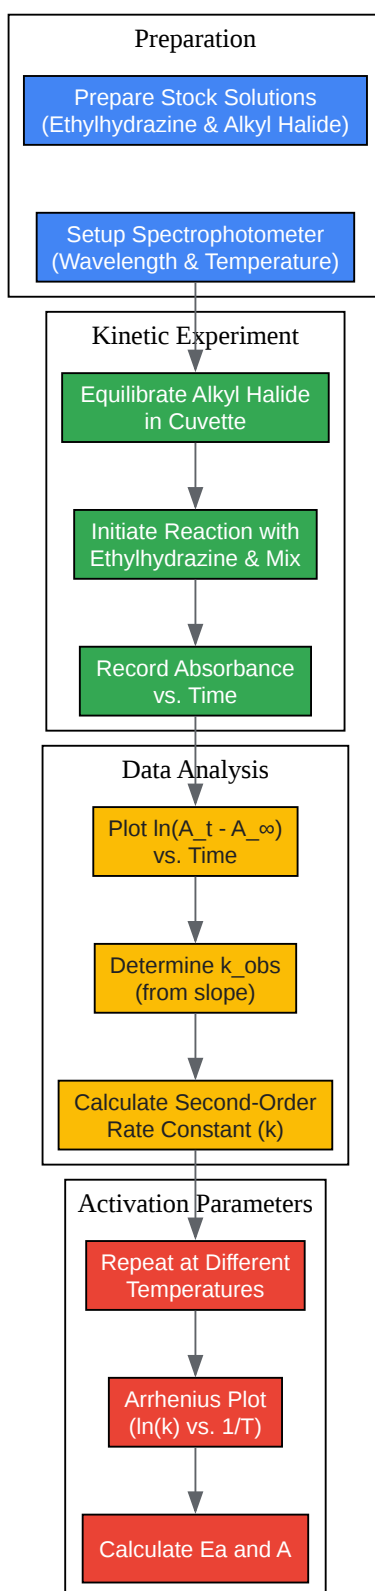 Preparation
Prepare Stock Solutions
(Ethylhydrazine & Alkyl Halide)
Setup Spectrophotometer
(Wavelength & Temperature)
Kinetic Experiment
Equilibrate Alkyl Halide
in Cuvette
Initiate Reaction with
Ethylhydrazine & Mix
Record Absorbance
vs. Time
Data Analysis
Plot ln(A_t - A_∞)
vs. Time
Determine k_obs
(from slope)
Calculate Second-Order
Rate Constant (k)
Activation Parameters
Repeat at Different
Temperatures
Arrhenius Plot
(ln(k) vs. 1/T)
Calculate Ea and A